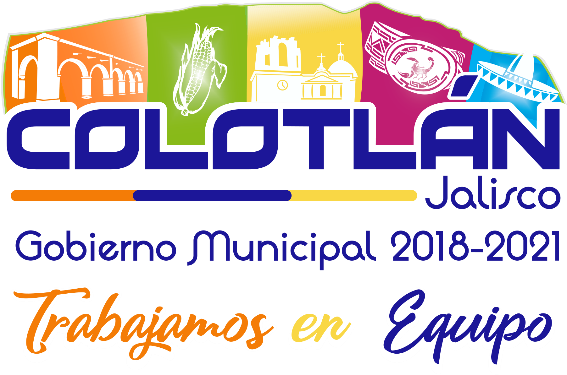 COLOTLÁN
Jalisco
Gobierno Municipal 2018-2021
Trabajamos en Equipo